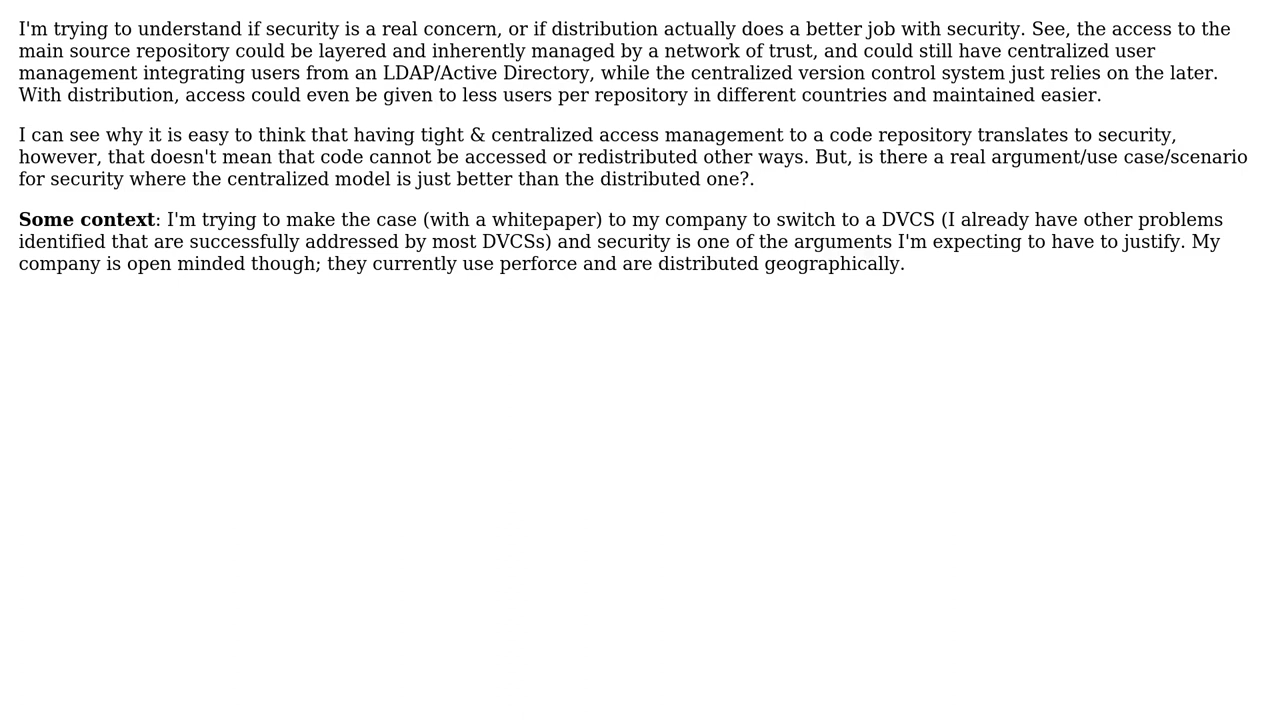 I'm trying to understand if security is a real concern, or if distribution actually does a better job with security. See, the access to the
main source repository could be layered and inherently managed by a network of trust, and could still have centralized user
management integrating users from an LDAP/Active Directory, while the centralized version control system just relies on the later.
With distribution, access could even be given to less users per repository in different countries and maintained easier.
I can see why it is easy to think that having tight & centralized access management to a code repository translates to security,
however, that doesn't mean that code cannot be accessed or redistributed other ways. But, is there a real argument/use case/scenario
for security where the centralized model is just better than the distributed one?.
Some context: I'm trying to make the case (with a whitepaper) to my company to switch to a DVCS (I already have other problems
identified that are successfully addressed by most DVCSs) and security is one of the arguments I'm expecting to have to justify. My
company is open minded though; they currently use perforce and are distributed geographically.